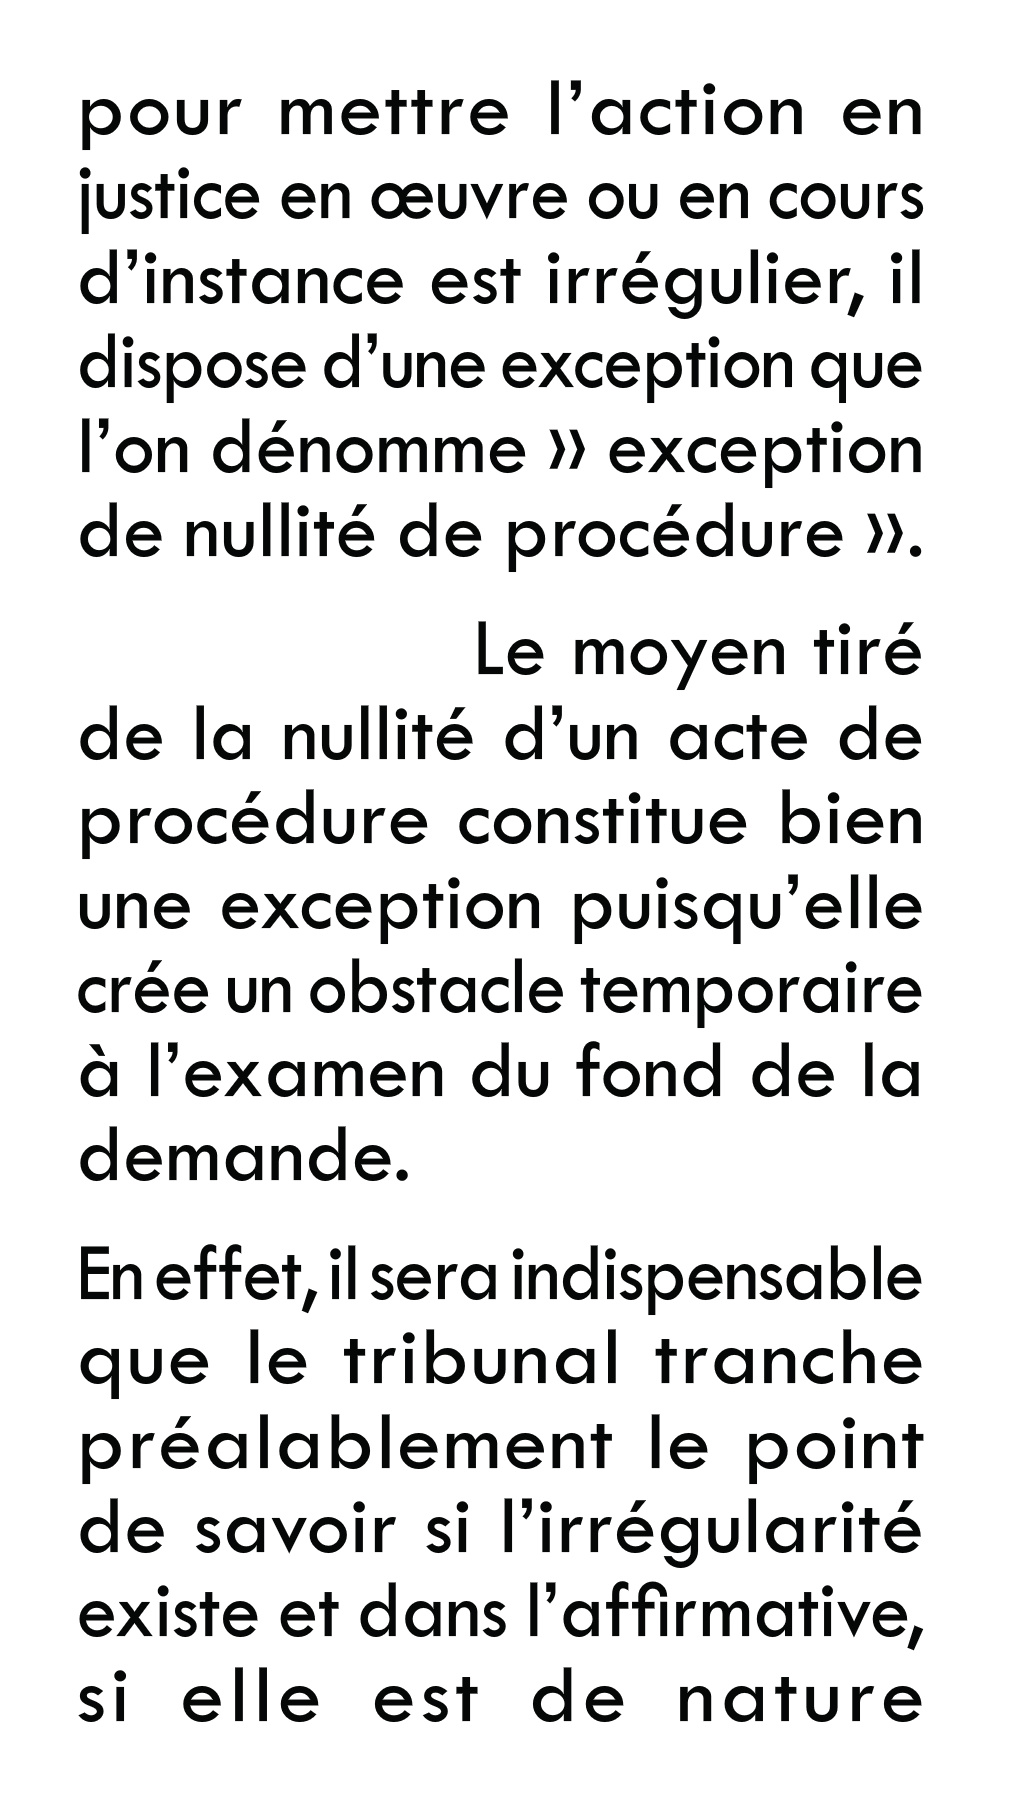 pour mettre l’action en
justice en œuvre ou en cours
d’instance est irrégulier, il
dispose d’une exception que
l’on dénomme » exception
de nullité de procédure ».
Le moyen tiré
de la nullité d’un acte de
procédure constitue bien
une exception puisqu’elle
crée un obstacle temporaire
à l’examen du fond de la
demande.
En effet, il sera indispensable
que le tribunal tranche
préalablement le point
de savoir si l’irrégularité
existe et dans l’affirmative,
si elle est de nature